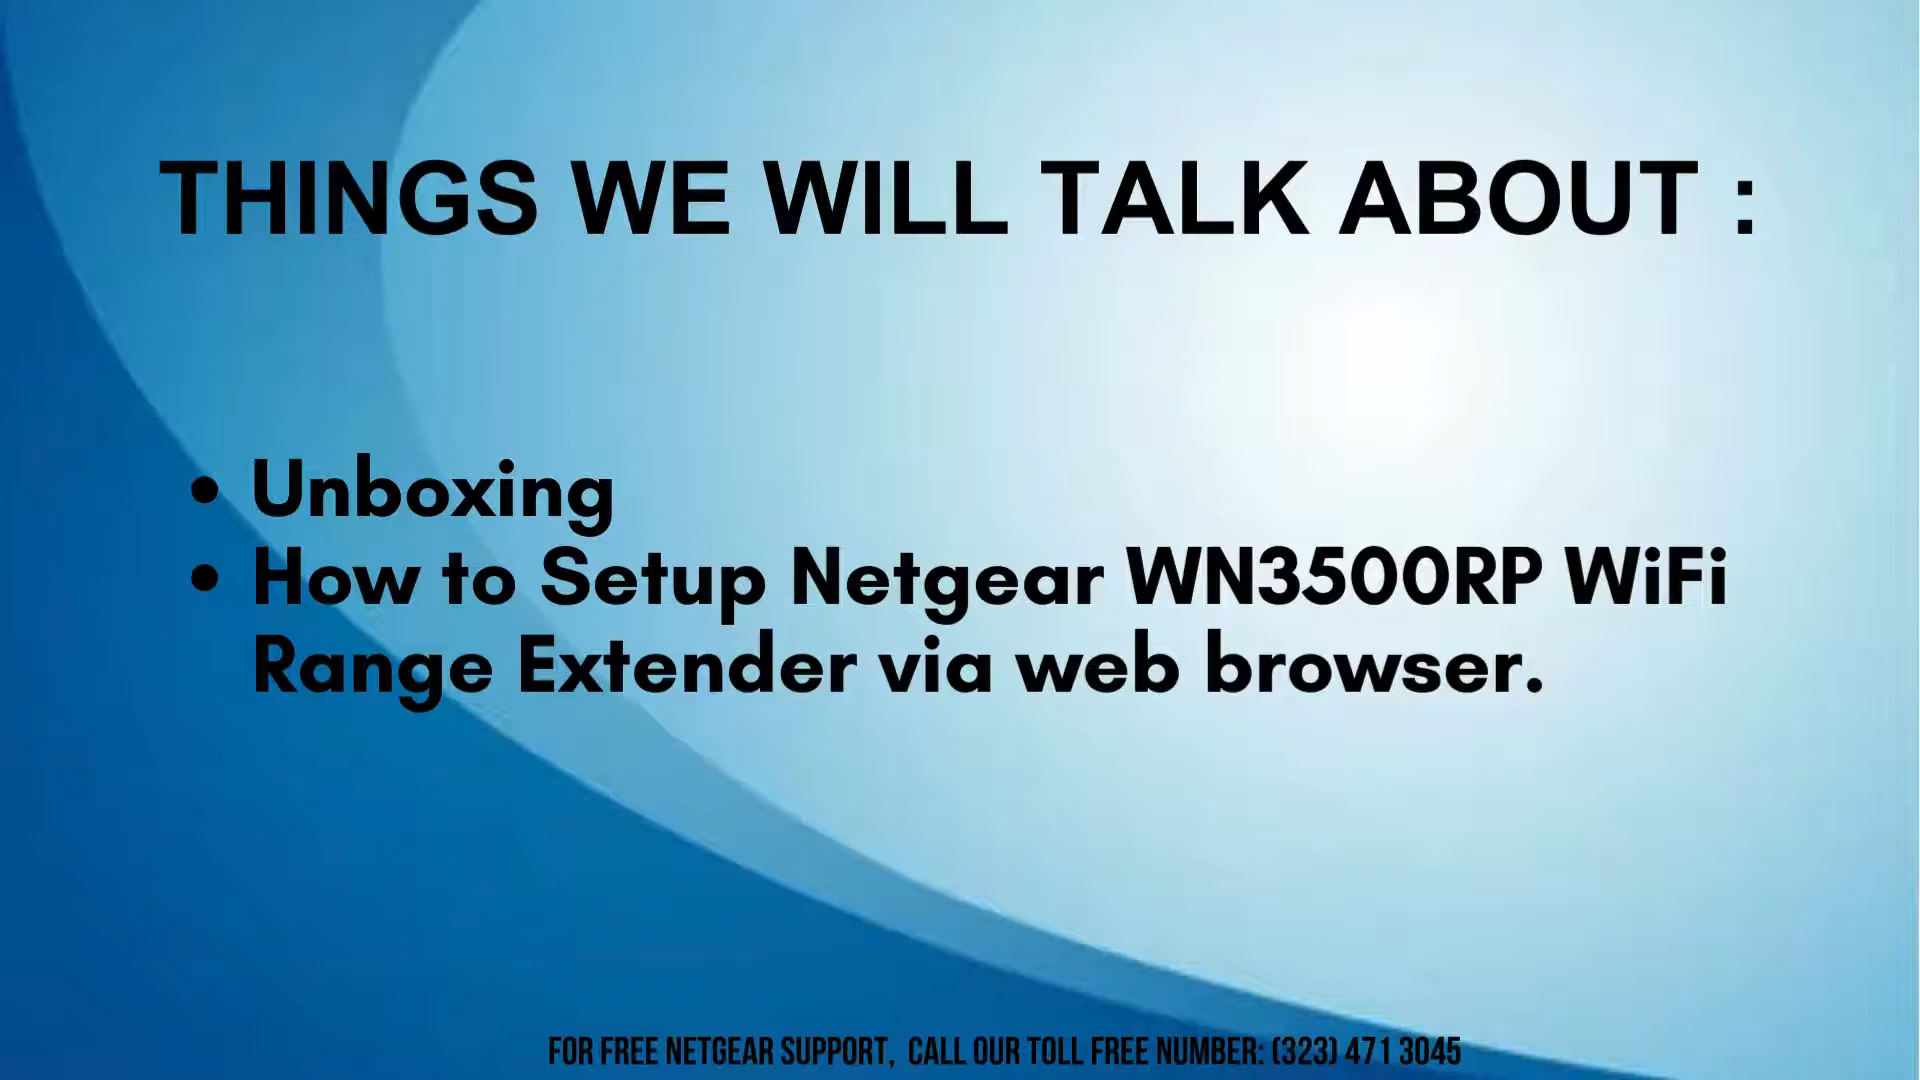 THINGS WE WILL TALK ABOUT :
• Unboxing
• How to Setup Netgear WN3500RP WiFi
Range Extender via web browser.
FOR FREE NETGEAR SUPPORT, CALL OUR TOLL FREE NUMBER: (323) 471 3045